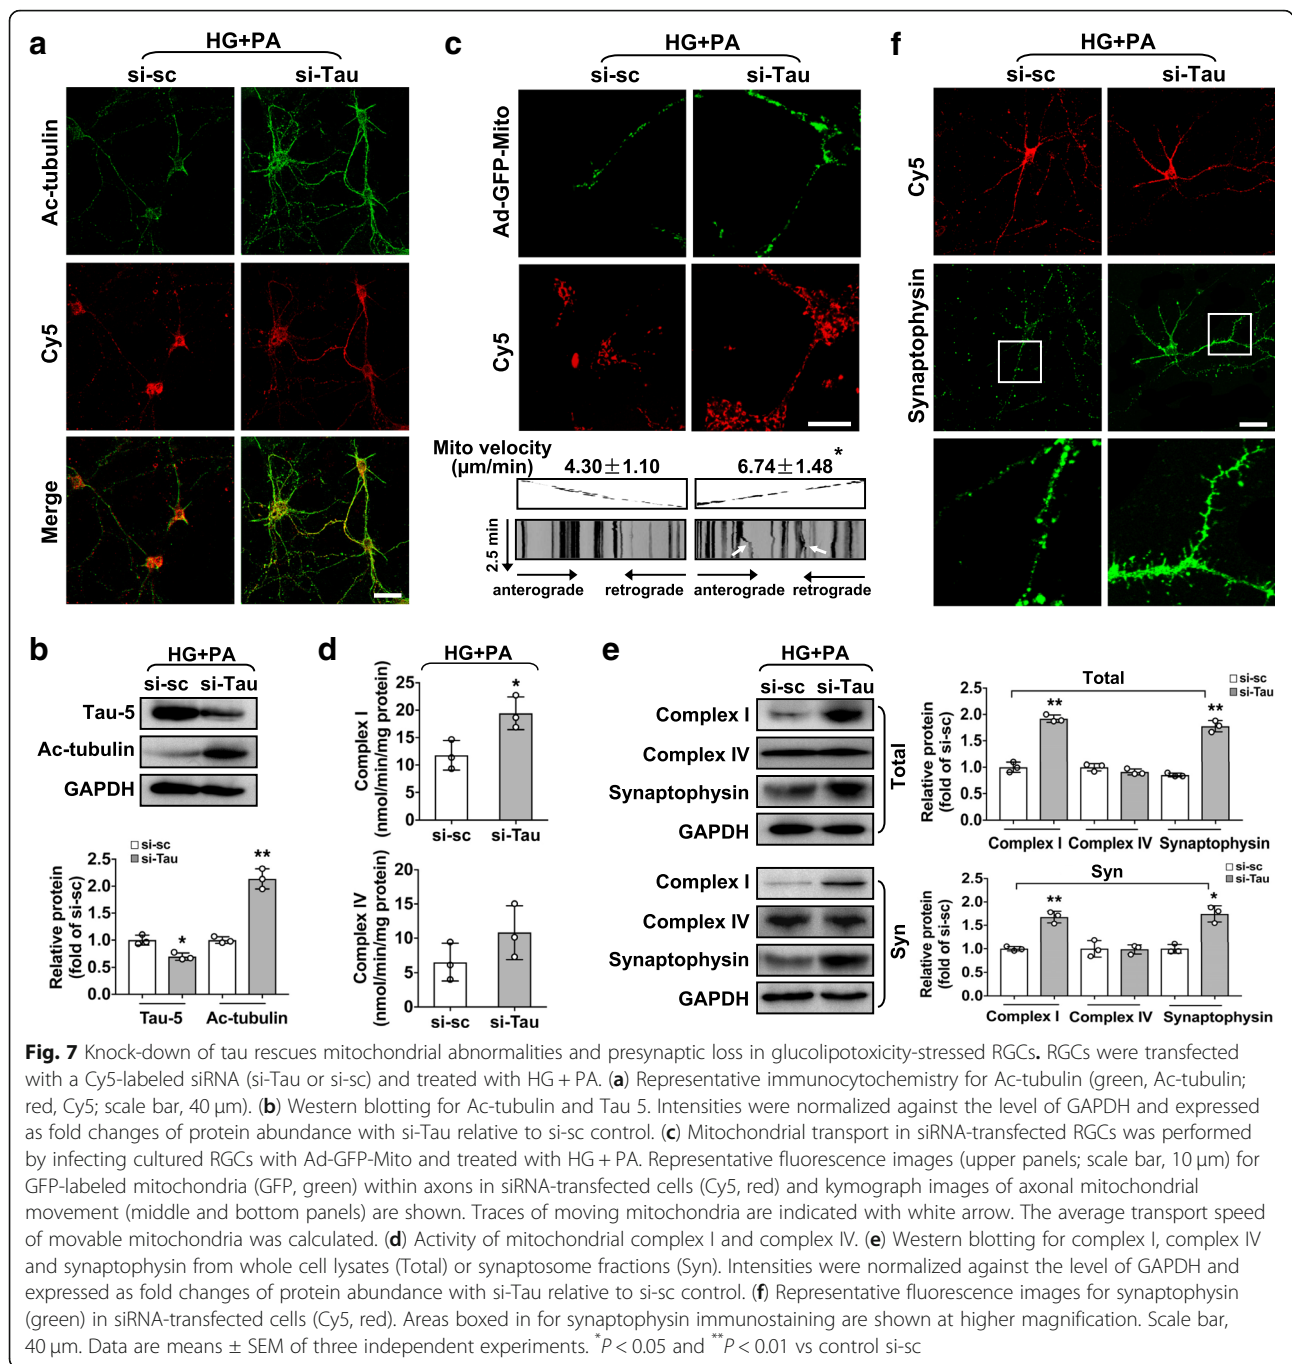 a
HG+PA
si-sc si-Tau
Ac-tubulin
Cy5
Merge
c
HG+PA
si-sc si-Tau
Ad-GFP-Mito
Cy5
Mito velocity
(μm/min)
4.30±1.10 6.74±1.48*
2.5 min
anterograde retrograde anterograde retrograde
f
HG+PA
si-sc si-Tau
Cy5
Synaptophysin
b
HG+PA
si-sc si-Tau
Tau-5
Ac-tubulin
GAPDH
si-sc
si-Tau
Relative protein
(fold of si-sc)
2.5
2.0
1.5
1.0
0.5
0.0
*
**
Tau-5 Ac-tubulin
d
HG+PA
Complex I
(nmol/min/mg protein)
25
20
15
10
5
0
*
si-sc si-Tau
Complex IV
(nmol/min/mg protein)
20
15
10
5
0
si-sc si-Tau
e
HG+PA
si-sc si-Tau
Complex I
Complex IV
Synaptophysin
GAPDH
Total
Complex I
Complex IV
Synaptophysin
GAPDH
Syn
Total
si-sc
si-Tau
Relative protein
(fold of si-sc)
2.5
2.0
1.5
1.0
0.5
0.0
**
**
Complex I Complex IV Synaptophysin
Syn
si-sc
si-Tau
Relative protein
(fold of si-sc)
2.5
2.0
1.5
1.0
0.5
0.0
**
*
Complex I Complex IV Synaptophysin
Fig. 7 Knock-down of tau rescues mitochondrial abnormalities and presynaptic loss in glucolipotoxicity-stressed RGCs. RGCs were transfected
with a Cy5-labeled siRNA (si-Tau or si-sc) and treated with HG + PA. (a) Representative immunocytochemistry for Ac-tubulin (green, Ac-tubulin;
red, Cy5; scale bar, 40 μm). (b) Western blotting for Ac-tubulin and Tau 5. Intensities were normalized against the level of GAPDH and expressed
as fold changes of protein abundance with si-Tau relative to si-sc control. (c) Mitochondrial transport in siRNA-transfected RGCs was performed
by infecting cultured RGCs with Ad-GFP-Mito and treated with HG + PA. Representative fluorescence images (upper panels; scale bar, 10 μm) for
GFP-labeled mitochondria (GFP, green) within axons in siRNA-transfected cells (Cy5, red) and kymograph images of axonal mitochondrial
movement (middle and bottom panels) are shown. Traces of moving mitochondria are indicated with white arrow. The average transport speed
of movable mitochondria was calculated. (d) Activity of mitochondrial complex I and complex IV. (e) Western blotting for complex I, complex IV
and synaptophysin from whole cell lysates (Total) or synaptosome fractions (Syn). Intensities were normalized against the level of GAPDH and
expressed as fold changes of protein abundance with si-Tau relative to si-sc control. (f) Representative fluorescence images for synaptophysin
(green) in siRNA-transfected cells (Cy5, red). Areas boxed in for synaptophysin immunostaining are shown at higher magnification. Scale bar,
40 μm. Data are means ± SEM of three independent experiments. *P < 0.05 and **P < 0.01 vs control si-sc